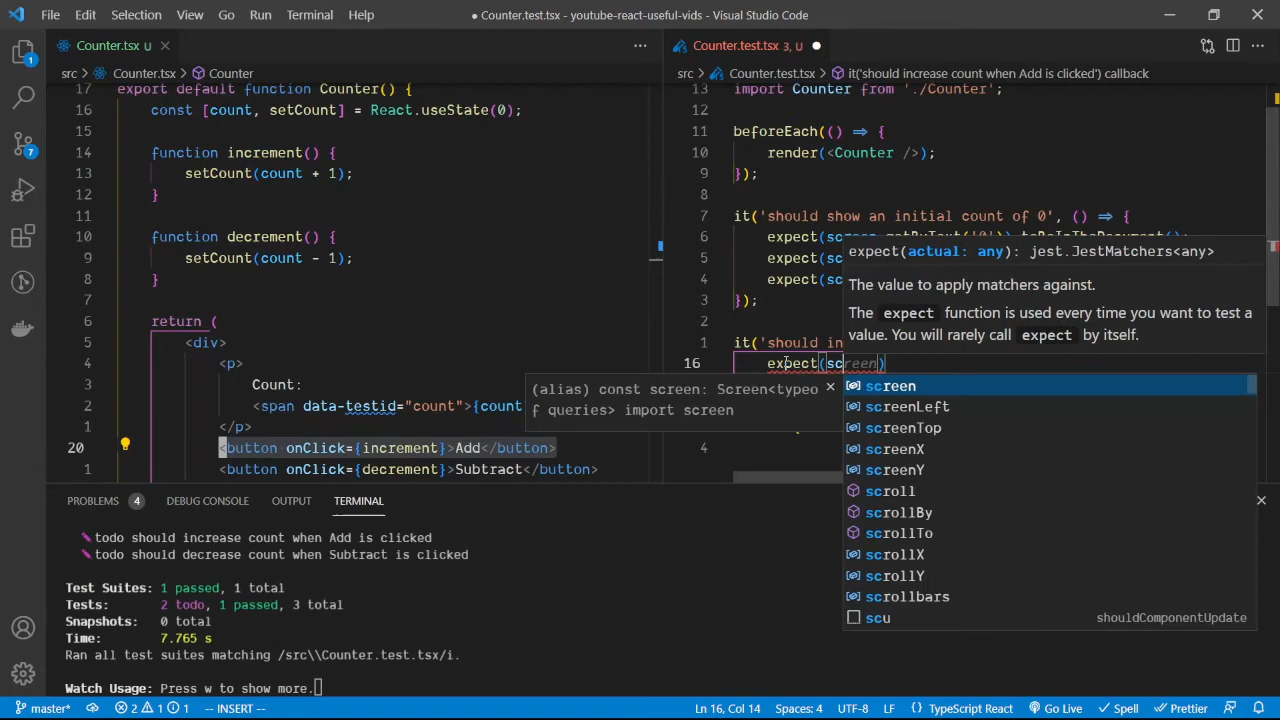 File Edit Selection View Go Run Terminal Help
● Counter.test.tsx - youtube-react-useful-vids - Visual Studio Code
Counter.tsx U
src > Counter.tsx > Counter
17 export default function Counter() {
16 const [count, setCount] = React.useState(0);
15
14 function increment() {
13 setCount(count + 1);
12 }
11
10 function decrement() {
9 setCount(count - 1);
8 }
7
6 return (
5 <div>
4 <p>
3 Count:
2 <span data-testid="count">{count
1 </p>
20 <button onClick={increment}>Add</button>
1 <button onClick={decrement}>Subtract</button>
Counter.test.tsx 3, U
src > Counter.test.tsx > it('should increase count when Add is clicked') callback
13 import Counter from './Counter';
12
11 beforeEach(() ⇒ {
10 render(<Counter />);
9 });
8
7 it('should show an initial count of 0', () ⇒ {
6 expect(screen.getByText('0')).toBeInTheDocument();
5 expect(sc
4 expect(sc
3 });
2
1 it('should in
16 expect(screen)
4
expect(actual: any): jest.JestMatchers<any>
The value to apply matchers against.
The expect function is used every time you want to test a
value. You will rarely call expect by itself.
(alias) const screen: Screen<typeo
f queries> import screen
screen
screenLeft
screenTop
screenX
screenY
scroll
scrollBy
scrollTo
scrollX
scrollY
scrollbars
scu shouldComponentUpdate
PROBLEMS 4 DEBUG CONSOLE OUTPUT TERMINAL
todo should increase count when Add is clicked
todo should decrease count when Subtract is clicked
Test Suites: 1 passed, 1 total
Tests: 2 todo, 1 passed, 3 total
Snapshots: 0 total
Time: 7.765 s
Ran all test suites matching /src\\Counter.test.tsx/i.
Watch Usage: Press w to show more.
1
7
master* 2 1 1 -- INSERT -- Ln 16, Col 14 Spaces: 4 UTF-8 LF {} TypeScript React Go Live Spell Prettier